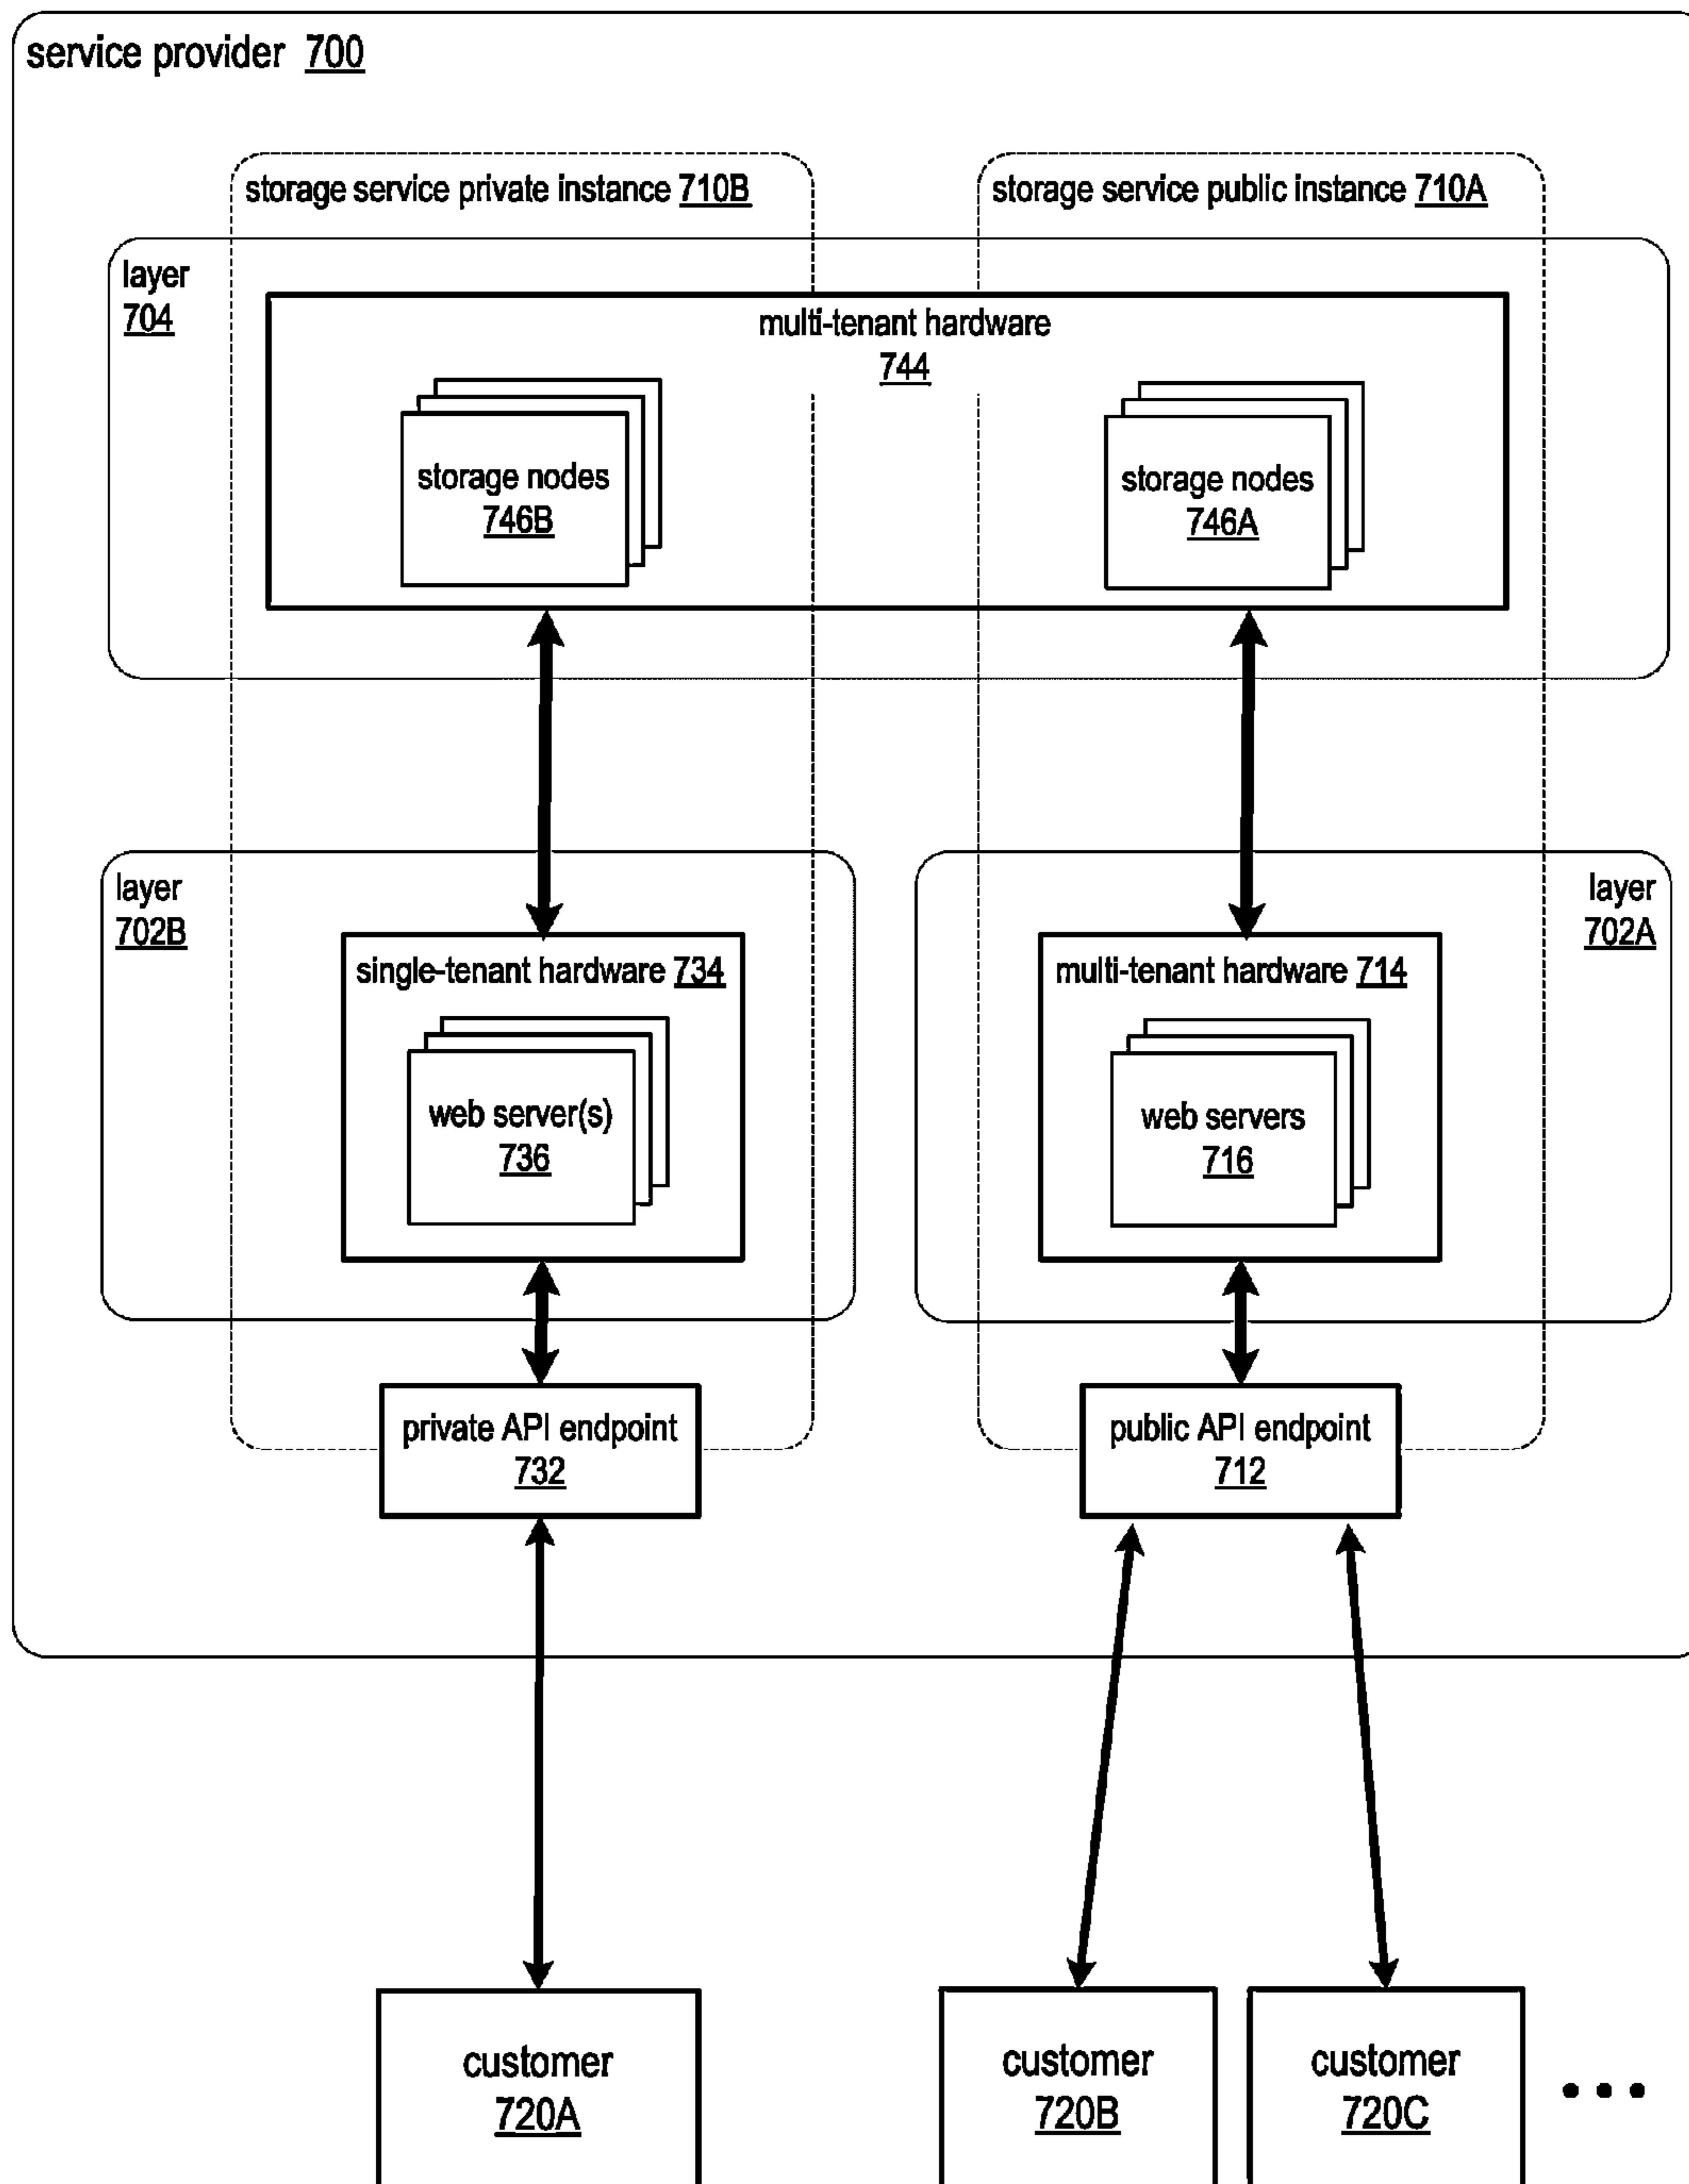 service provider 700
storage service private instance 710B
storage service public instance 710A
layer
704
multi-tenant hardware
744
storage nodes
746B
storage nodes
746A
layer
702B
layer
702A
single-tenant hardware 734
multi-tenant hardware 714
web server(s)
736
web servers
716
private API endpoint
732
public API endpoint
712
customer
720A
customer
720B
customer
720C
• • •